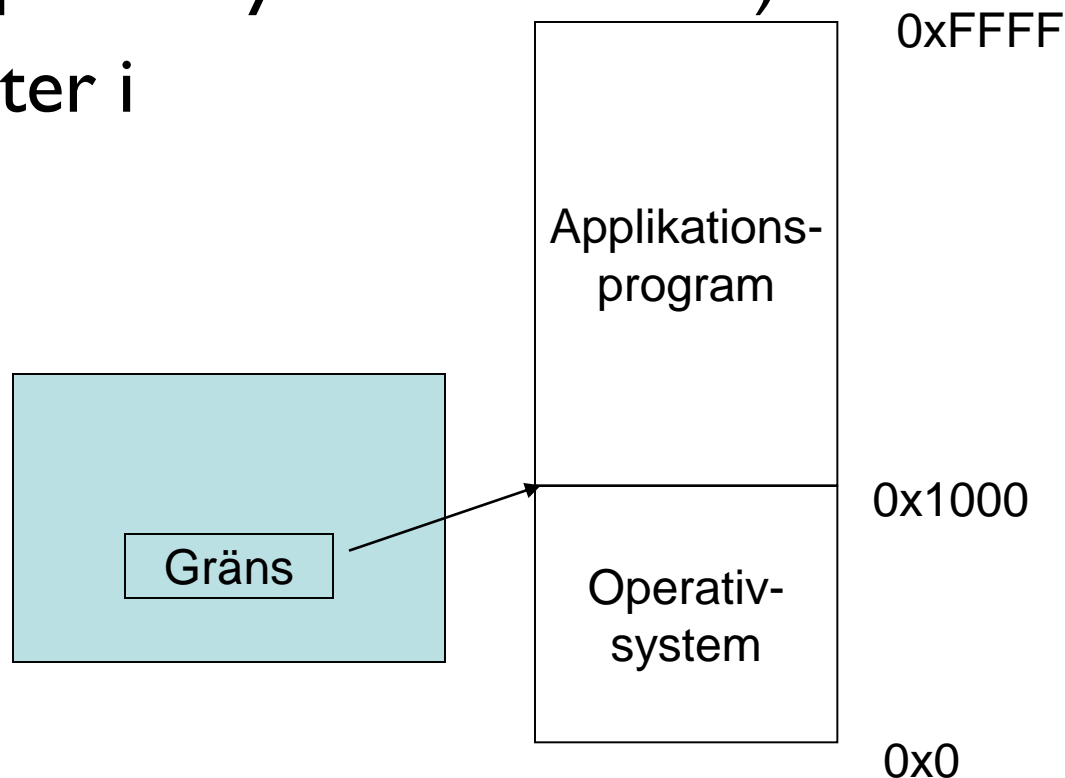 ter i
0xFFFF
Applikations-
program
0x1000
Gräns
Operativ-
system
0x0